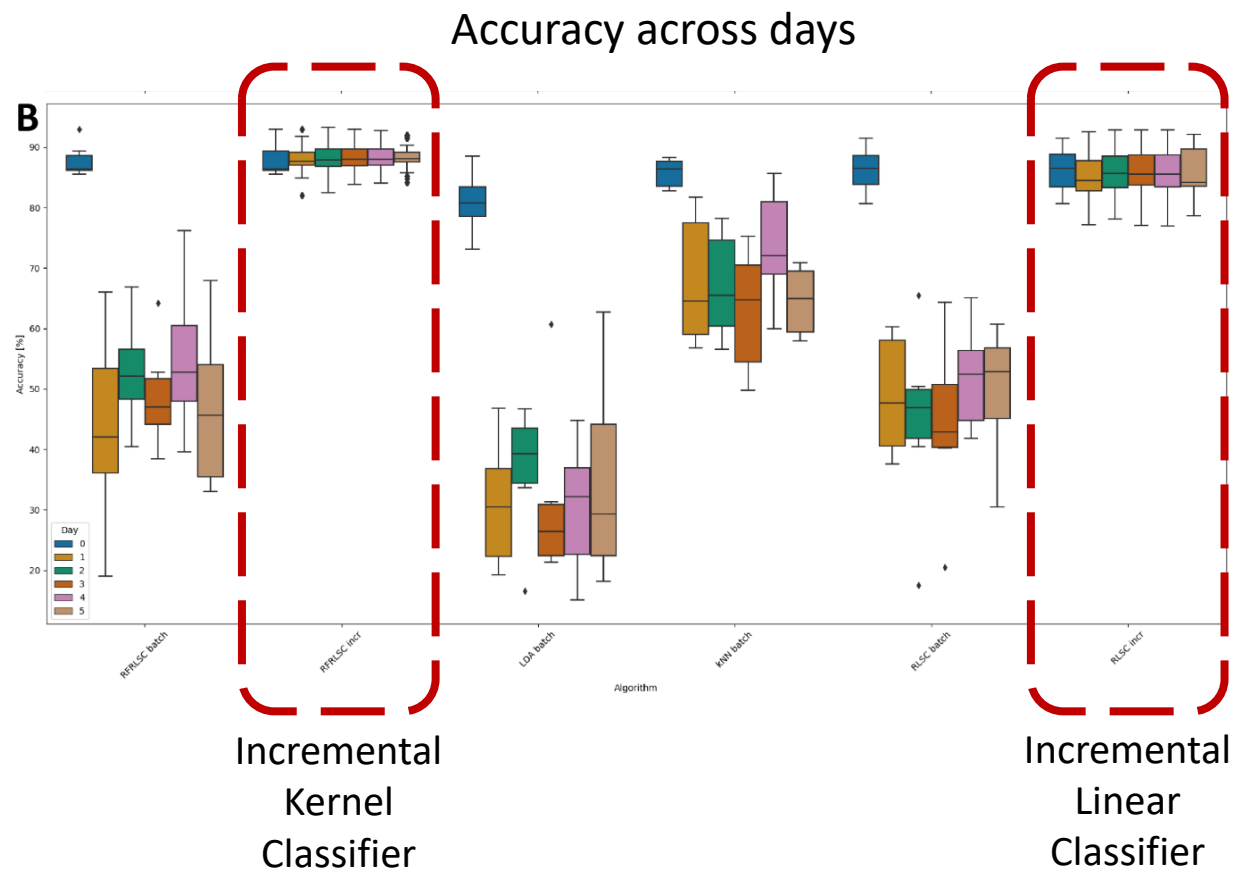 Accuracy across days
B
90
80
70
60
50
40
30
20
Accuracy [%]
Day
0
1
2
3
4
5
RFRLSC batch
RFRLSC incr
LDA batch
kNN batch
RLSC batch
RLSC incr
Algorithm
Incremental
Kernel
Classifier
Incremental
Linear
Classifier